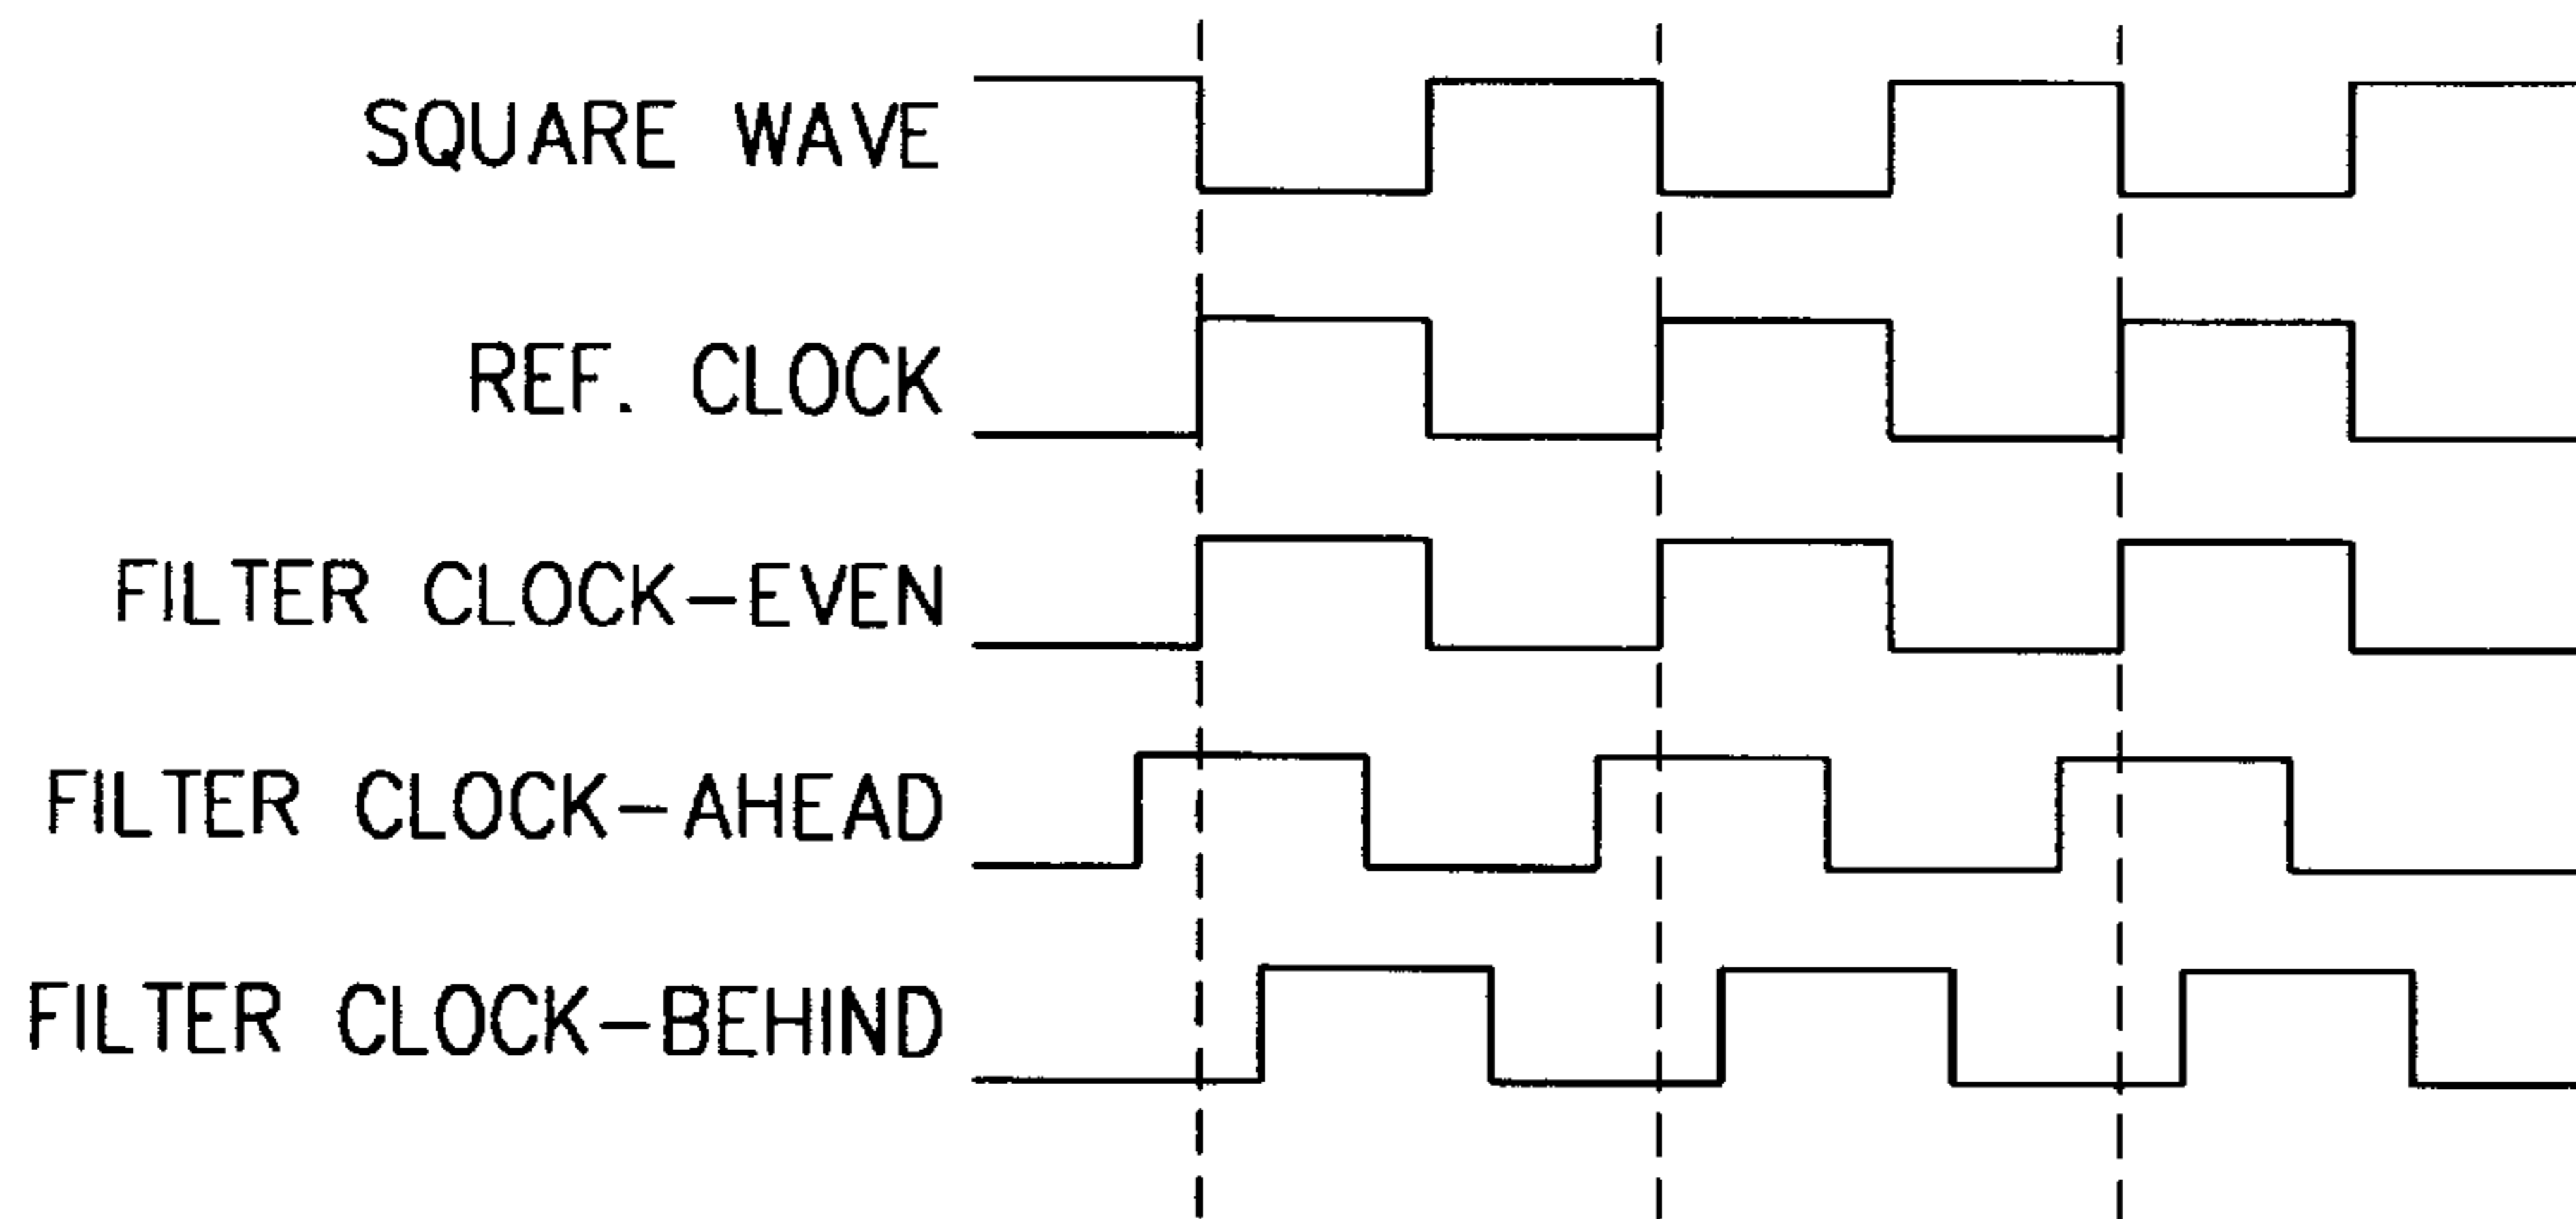 SQUARE WAVE
REF. CLOCK
FILTER CLOCK-EVEN
FILTER CLOCK-AHEAD
FILTER CLOCK-BEHIND